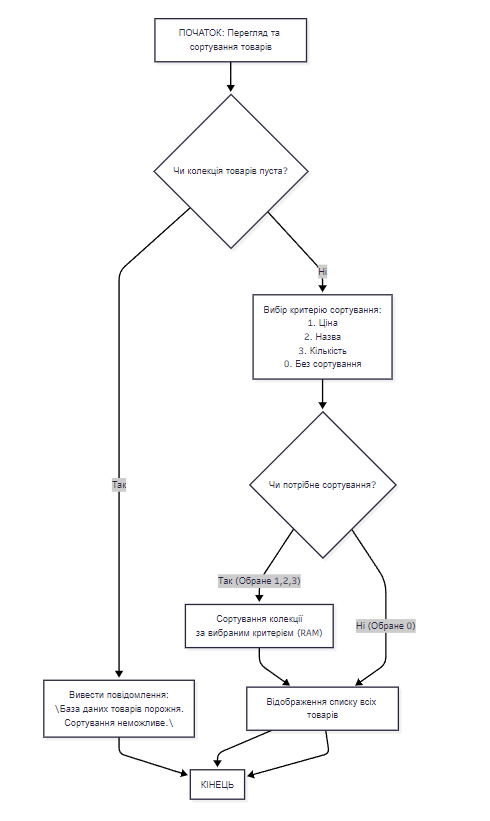 ПОЧАТОК: Перегляд та
сортування товарів
Чи колекція товарів пуста?
Ні
Вибір критерію сортування:
1. Ціна
2. Назва
3. Кількість
0. Без сортування
Так
Чи потрібне сортування?
Так (Обране 1,2,3)
Ні (Обране 0)
Сортування колекції
за вибраним критерієм (RAM)
Вивести повідомлення:
\База даних товарів порожня.
Сортування неможливе.\
Відображення списку всіх
товарів
КІНЕЦЬ